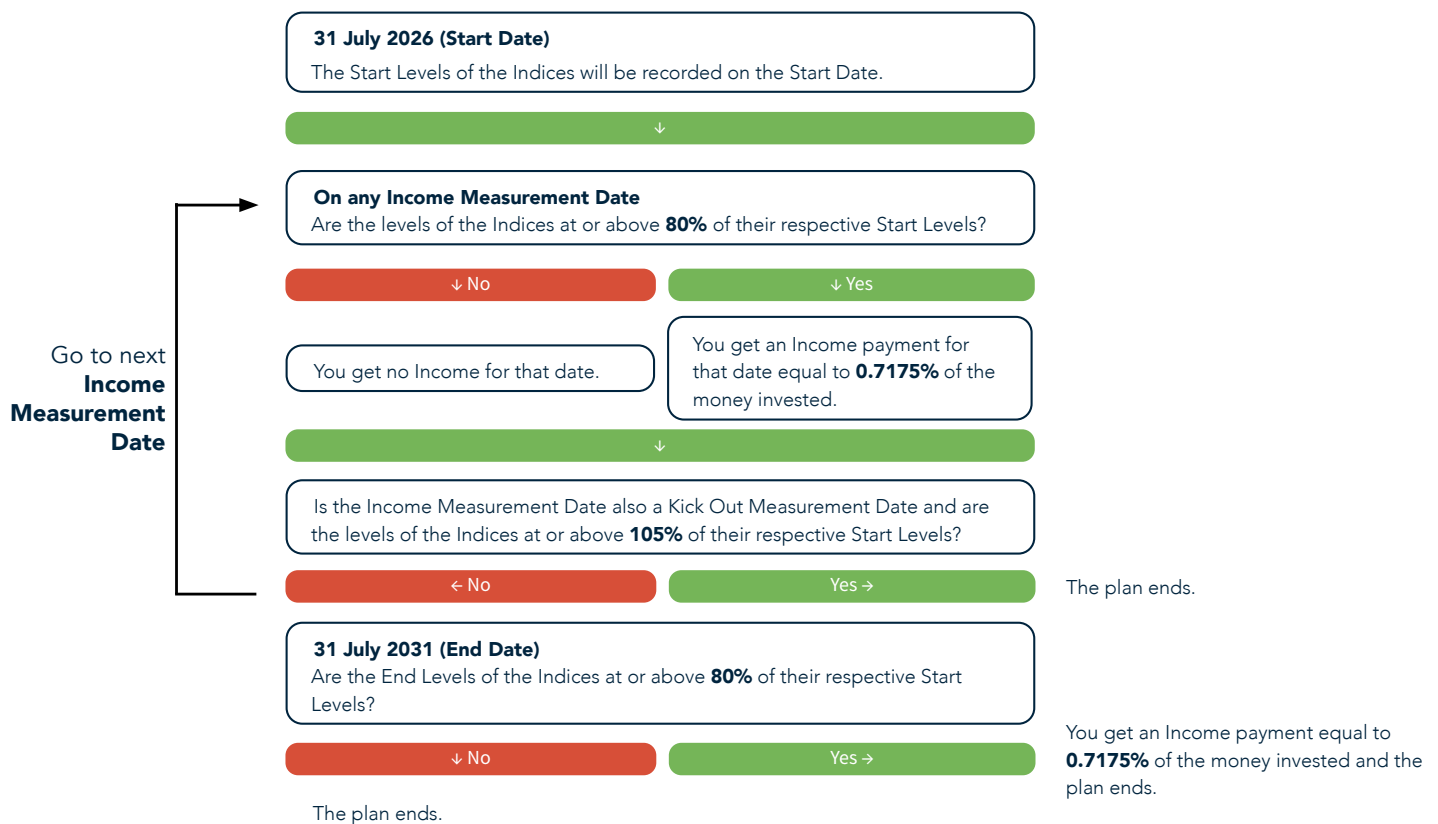 31 July 2026 (Start Date)
The Start Levels of the Indices will be recorded on the Start Date.
↓
On any Income Measurement Date
Are the levels of the Indices at or above 80% of their respective Start Levels?
↓ No
↓ Yes
Go to next
Income
Measurement
Date
You get no Income for that date.
You get an Income payment for
that date equal to 0.7175% of the
money invested.
↓
Is the Income Measurement Date also a Kick Out Measurement Date and are
the levels of the Indices at or above 105% of their respective Start Levels?
← No
Yes →
The plan ends.
31 July 2031 (End Date)
Are the End Levels of the Indices at or above 80% of their respective Start
Levels?
↓ No
Yes →
You get an Income payment equal to
0.7175% of the money invested and the
plan ends.
The plan ends.